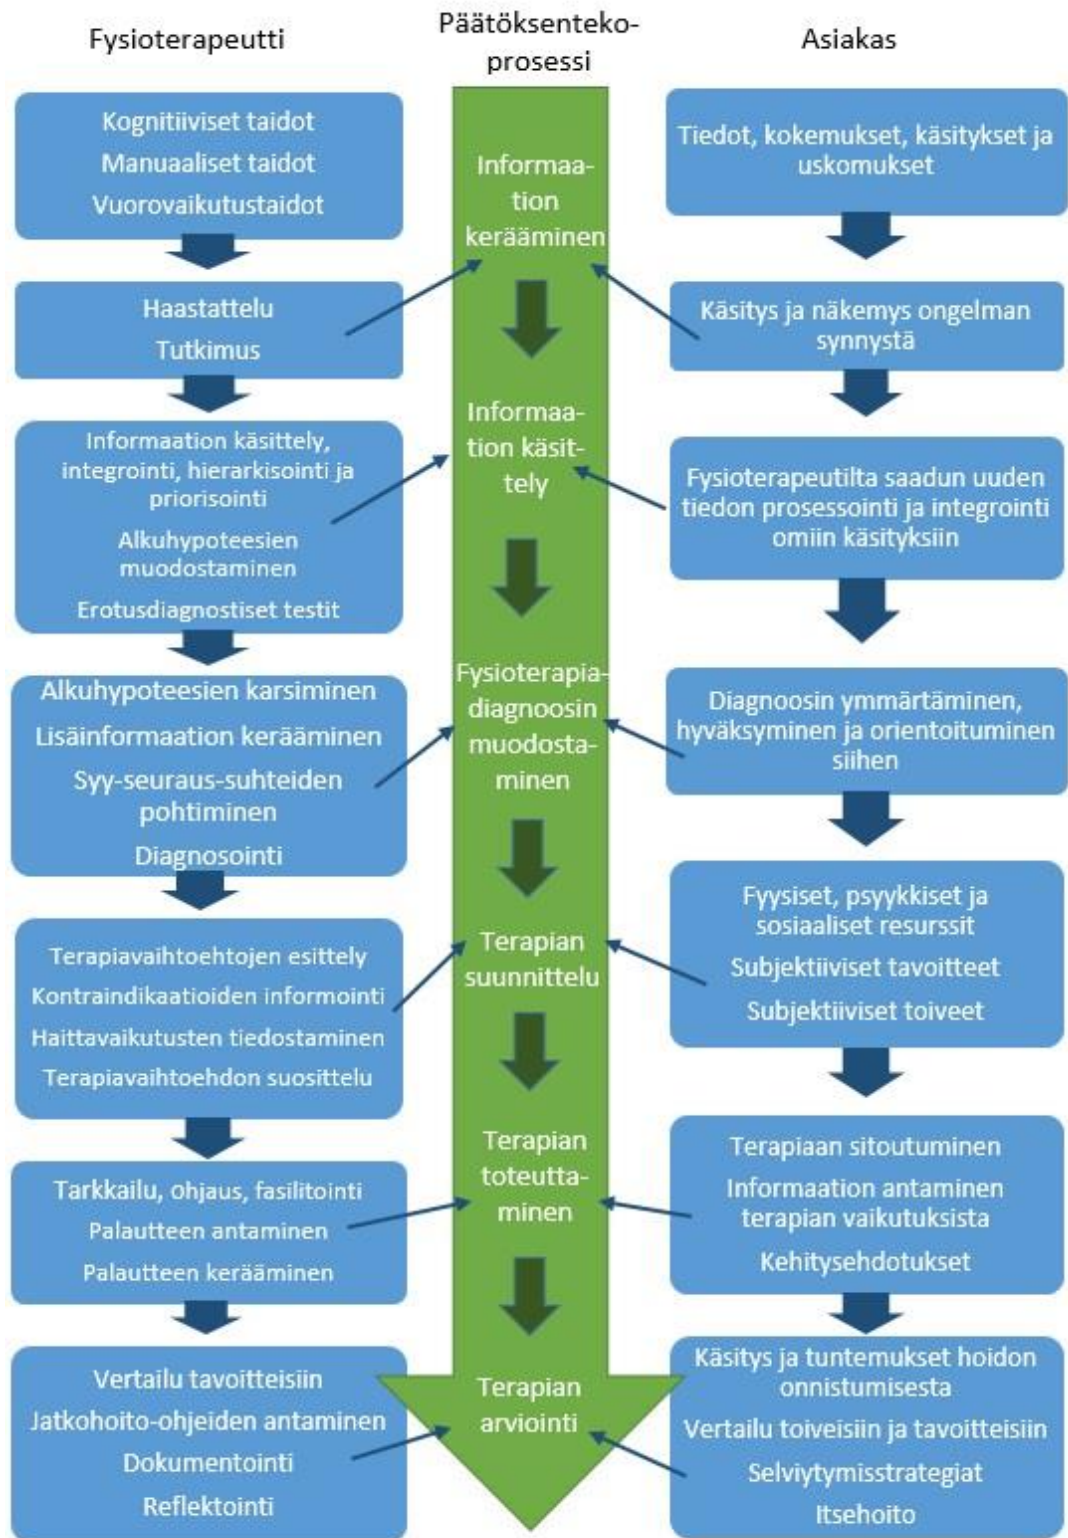 Fysioterapeutti
Päätöksenteko-
prosessi
Asiakas
Kognitiiviset taidot
Manuaaliset taidot
Vuorovaikutustaidot
Informaa-
tion
kerääminen
Tiedot, kokemukset, käsitykset ja
uskomukset
Haastattelu
Tutkimus
Käsitys ja näkemys ongelman
synnystä
Informaation käsittely,
integrointi, hierarkisointi ja
priorisointi
Alkuhypoteesien
muodostaminen
Erotusdiagnostiset testit
Informaa-
tion käsit-
tely
Fysioterapeutilta saadun uuden
tiedon prosessointi ja integrointi
omiin käsityksiin
Alkuhypoteesien karsiminen
Lisäinformaation kerääminen
Syy-seuraus-suhteiden
pohtiminen
Diagnosointi
Fysioterapia-
diagnoosin
muodosta-
minen
Diagnoosin ymmärtäminen,
hyväksyminen ja orientoituminen
siihen
Terapiavaihtoehtojen esittely
Kontraindikaatioiden informointi
Haittavaikutusten tiedostaminen
Terapiavaihtoehdon suosittelu
Terapian
suunnittelu
Fyysiset, psyykkiset ja
sosiaaliset resurssit
Subjektiiviset tavoitteet
Subjektiiviset toiveet
Tarkkailu, ohjaus, fasilitointi
Palautteen antaminen
Palautteen kerääminen
Terapian
toteutta-
minen
Terapiaan sitoutuminen
Informaation antaminen
terapian vaikutuksista
Kehitysehdotukset
Vertailu tavoitteisiin
Jatkohoito-ohjeiden antaminen
Dokumentointi
Reflektointi
Terapian
arviointi
Käsitys ja tuntemukset hoidon
onnistumisesta
Vertailu toiveisiin ja tavoitteisiin
Selviytymisstrategiat
Itsehoito